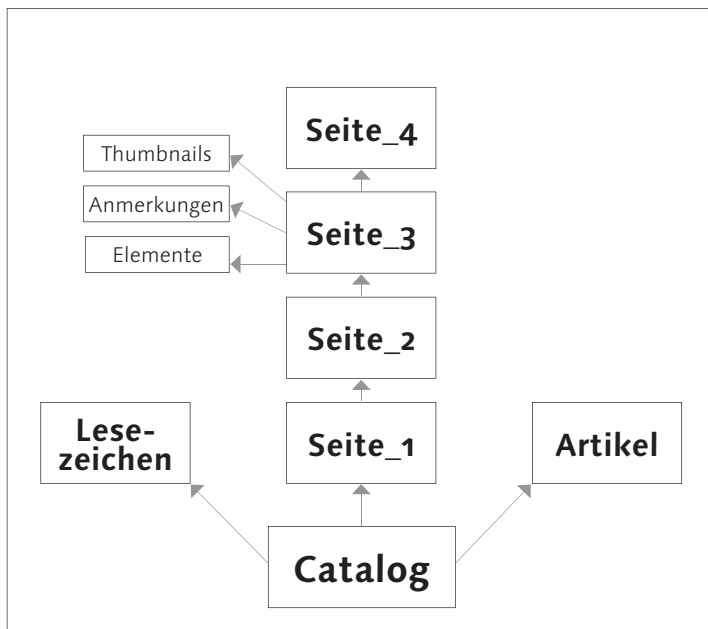 Seite_4
Thumbnails
Anmerkungen
Seite_3
Elemente
Seite_2
Lese-
zeichen
Seite_1
Artikel
Catalog